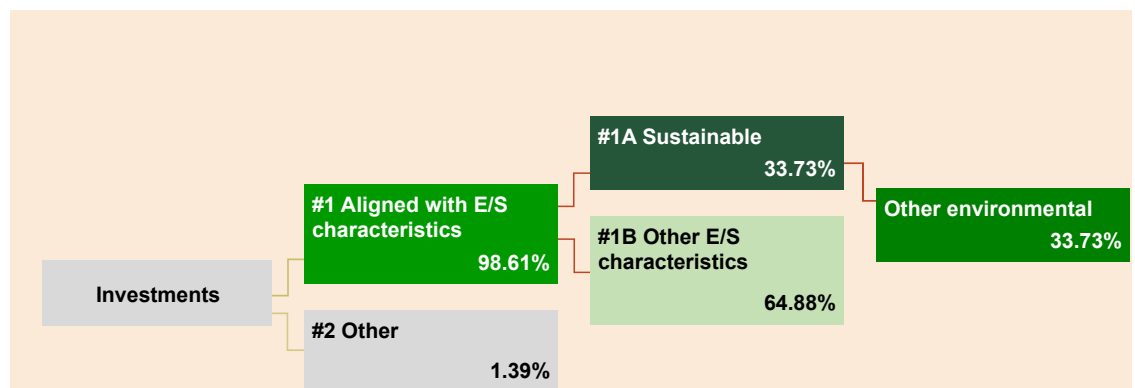 Investments
#1 Aligned with E/S
characteristics
98.61%
#2 Other
1.39%
#1A Sustainable
33.73%
#1B Other E/S
characteristics
64.88%
Other environmental
33.73%